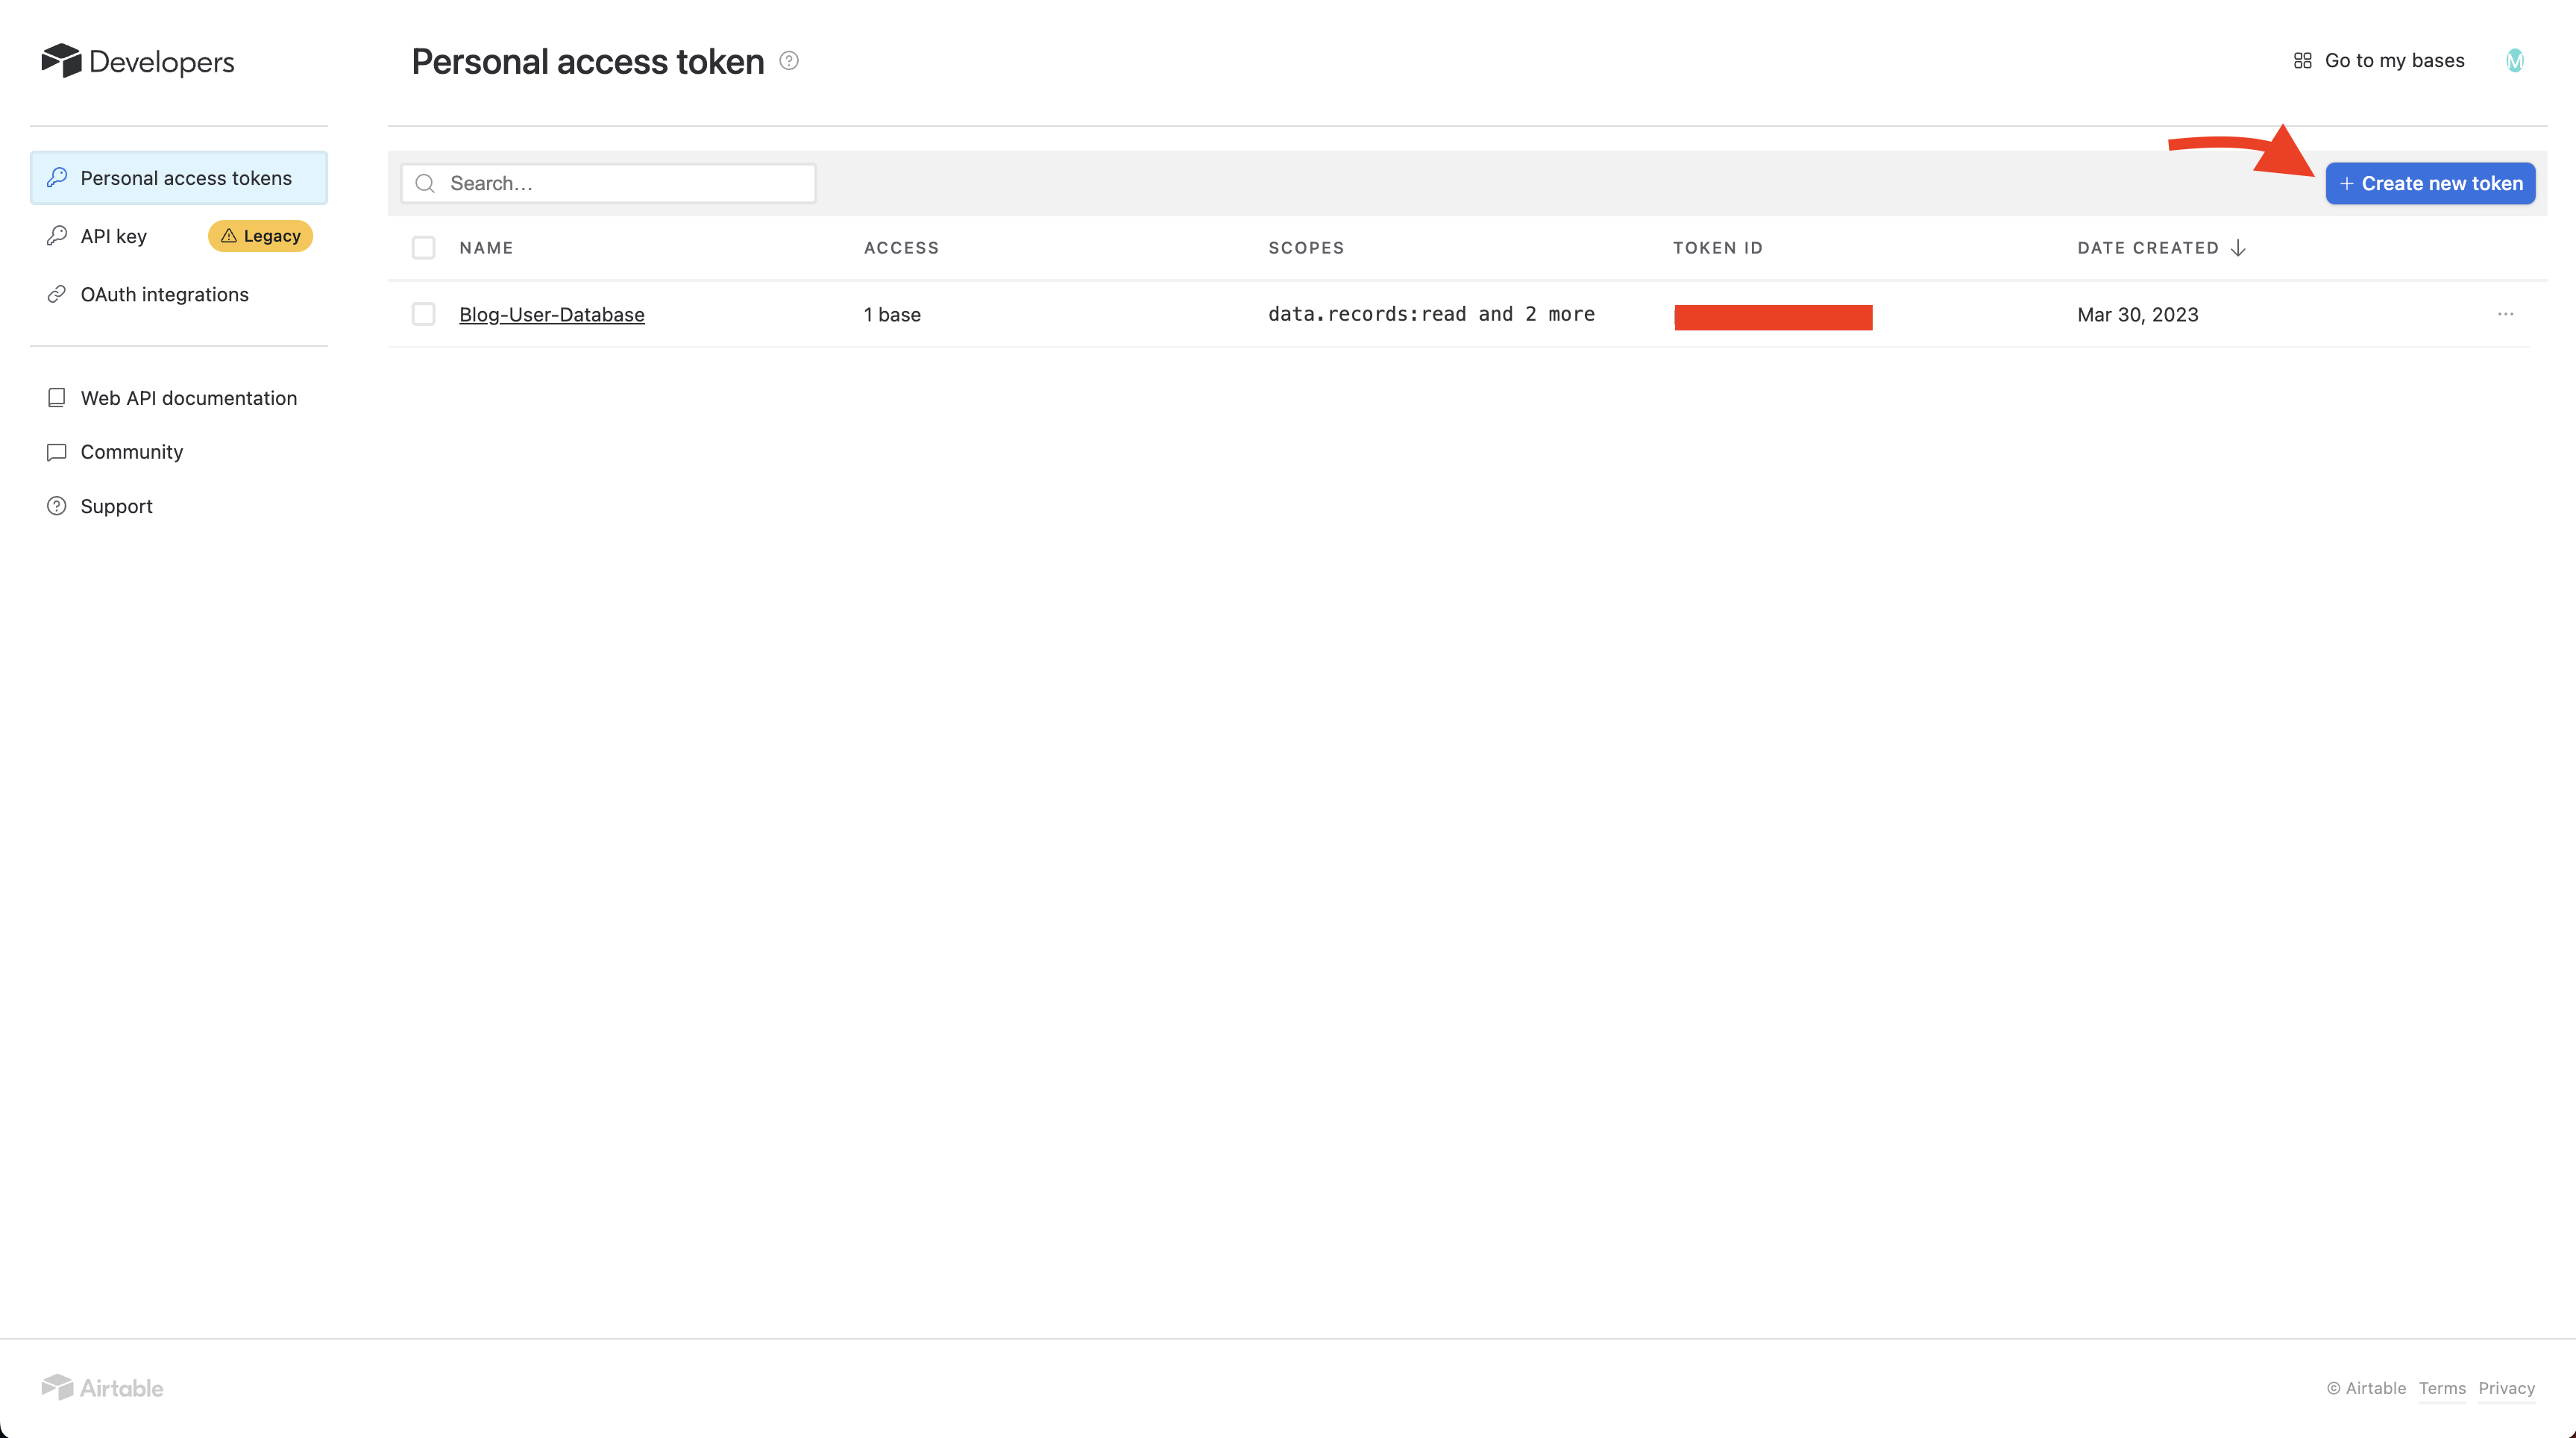 Developers
Personal access token
Go to my bases
M
Personal access tokens
API key
Legacy
OAuth integrations
Web API documentation
Community
Support
Search…
+ Create new token
NAME ACCESS SCOPES TOKEN ID DATE CREATED
Blog-User-Database 1 base data.records:read and 2 more Mar 30, 2023
Airtable
© Airtable Terms Privacy